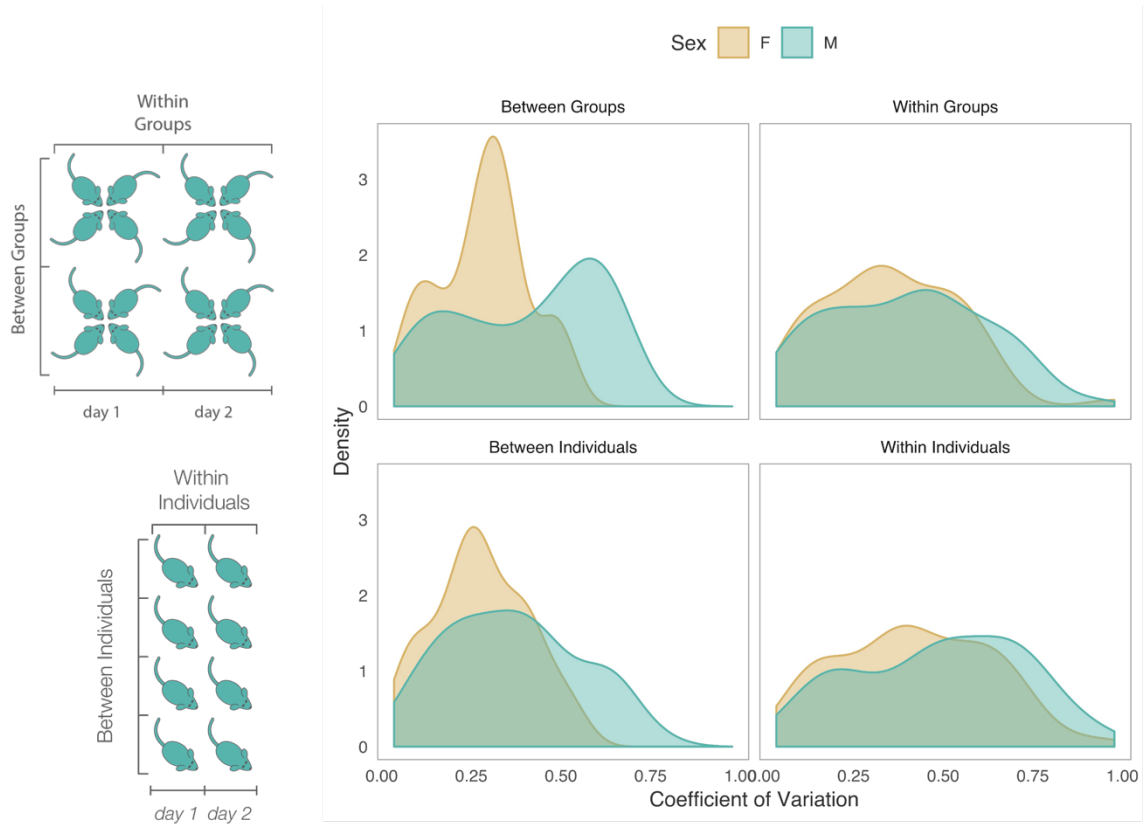 Within
Groups
Between Groups
day 1 day 2
Within
Individuals
Between Individuals
day 1 day 2
Sex F M
Between Groups Within Groups
3
2
1
0
Density
Between Individuals Within Individuals
3
2
1
0
0.00 0.25 0.50 0.75 1.00 0.00 0.25 0.50 0.75 1.00
Coefficient of Variation